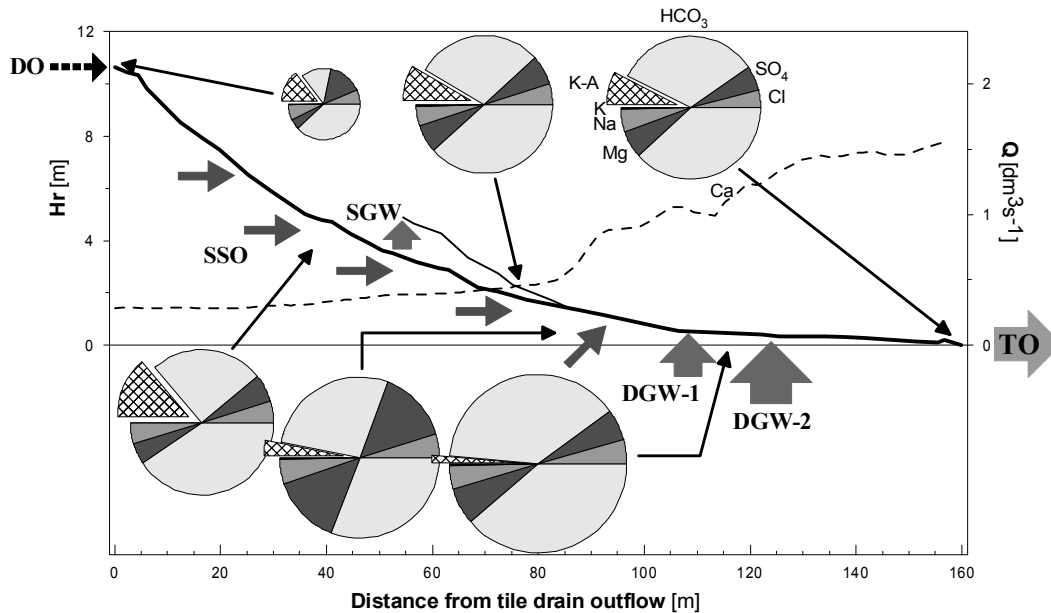 HCO3
12
DO
SO4
2
K-A
Cl
K
Na
8
Mg
Hr [m]
Q [dm3s-1]
Ca
SGW
1
4
SSO
0
0
TO
DGW-1
DGW-2
0
20
40
60
80
100
120
140
160
Distance from tile drain outflow [m]